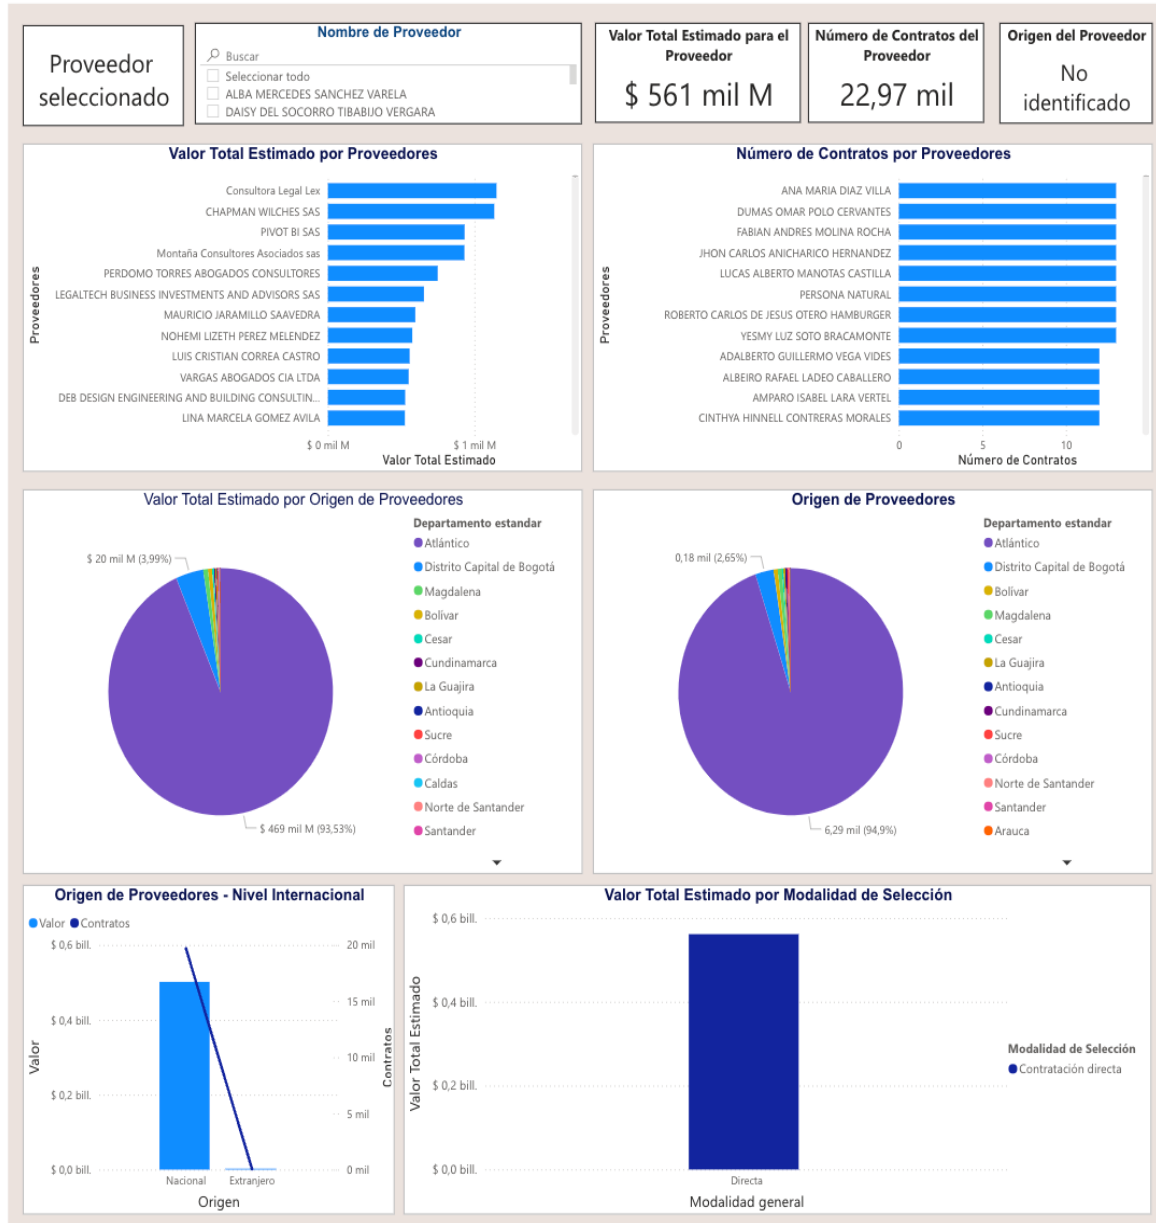 Proveedor
seleccionado
Nombre de Proveedor
Buscar
Seleccionar todo
ALBA MERCEDES SANCHEZ VARELA
DAISY DEL SOCORRO TIBABIJO VERGARA
Valor Total Estimado para el
Proveedor
$ 561 mil M
Número de Contratos del
Proveedor
22,97 mil
Origen del Proveedor
No
identificado
Valor Total Estimado por Proveedores
Proveedores
Consultora Legal Lex
CHAPMAN WILCHES SAS
PIVOT BI SAS
Montaña Consultores Asociados sas
PERDOMO TORRES ABOGADOS CONSULTORES
LEGALTECH BUSINESS INVESTMENTS AND ADVISORS SAS
MAURICIO JARAMILLO SAAVEDRA
NOHEMI LIZETH PEREZ MELENDEZ
LUIS CRISTIAN CORREA CASTRO
VARGAS ABOGADOS CIA LTDA
DEB DESIGN ENGINEERING AND BUILDING CONSULTIN...
LINA MARCELA GOMEZ AVILA
$ 0 mil M
$ 1 mil M
Valor Total Estimado
Número de Contratos por Proveedores
Proveedores
ANA MARIA DIAZ VILLA
DUMAS OMAR POLO CERVANTES
FABIAN ANDRES MOLINA ROCHA
JHON CARLOS ANICHARICO HERNANDEZ
LUCAS ALBERTO MANOTAS CASTILLA
PERSONA NATURAL
ROBERTO CARLOS DE JESUS OTERO HAMBURGER
YESMY LUZ SOTO BRACAMONTE
ADALBERTO GUILLERMO VEGA VIDES
ALBEIRO RAFAEL LADEO CABALLERO
AMPARO ISABEL LARA VERTEL
CINTHYA HINNELL CONTRERAS MORALES
0
5
10
Número de Contratos
Valor Total Estimado por Origen de Proveedores
$ 20 mil M (3,99%)
$ 469 mil M (93,53%)
Departamento estandar
Atlántico
Distrito Capital de Bogotá
Magdalena
Bolívar
Cesar
Cundinamarca
La Guajira
Antioquia
Sucre
Córdoba
Caldas
Norte de Santander
Santander
Origen de Proveedores
0,18 mil (2,65%)
6,29 mil (94,9%)
Departamento estandar
Atlántico
Distrito Capital de Bogotá
Bolívar
Magdalena
Cesar
La Guajira
Antioquia
Cundinamarca
Sucre
Córdoba
Norte de Santander
Santander
Arauca
Origen de Proveedores - Nivel Internacional
Valor
Contratos
$ 0,6 bill.
$ 0,4 bill.
$ 0,2 bill.
$ 0,0 bill.
Valor
20 mil
15 mil
10 mil
5 mil
0 mil
Contratos
Nacional
Extranjero
Origen
Valor Total Estimado por Modalidad de Selección
$ 0,6 bill.
$ 0,4 bill.
$ 0,2 bill.
$ 0,0 bill.
Valor Total Estimado
Directa
Modalidad general
Modalidad de Selección
Contratación directa